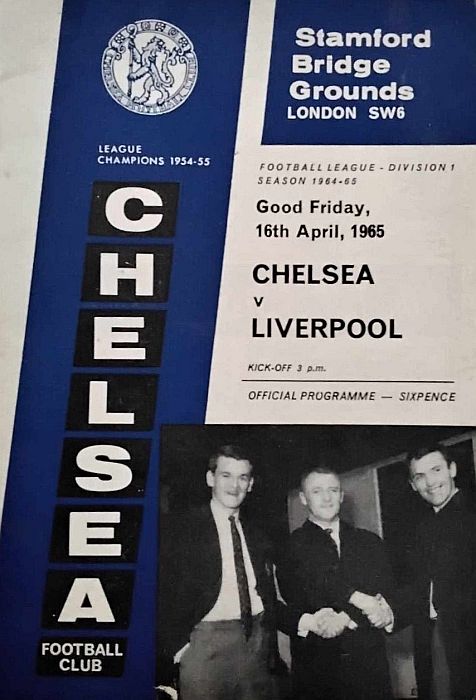 Stamford
Bridge
Grounds
LONDON SW6
LEAGUE
CHAMPIONS 1954-55
FOOTBALL LEAGUE - DIVISION 1
SEASON 1964-65
Good Friday,
16th April, 1965
CHELSEA
v
LIVERPOOL
KICK-OFF 3 p.m.
OFFICIAL PROGRAMME — SIXPENCE
CHELSEA
FOOTBALL
CLUB